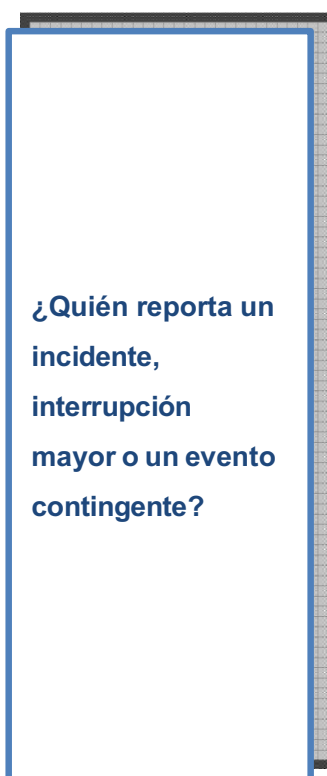 ¿Quién reporta un
incidente,
interrupción
mayor o un evento
contingente?